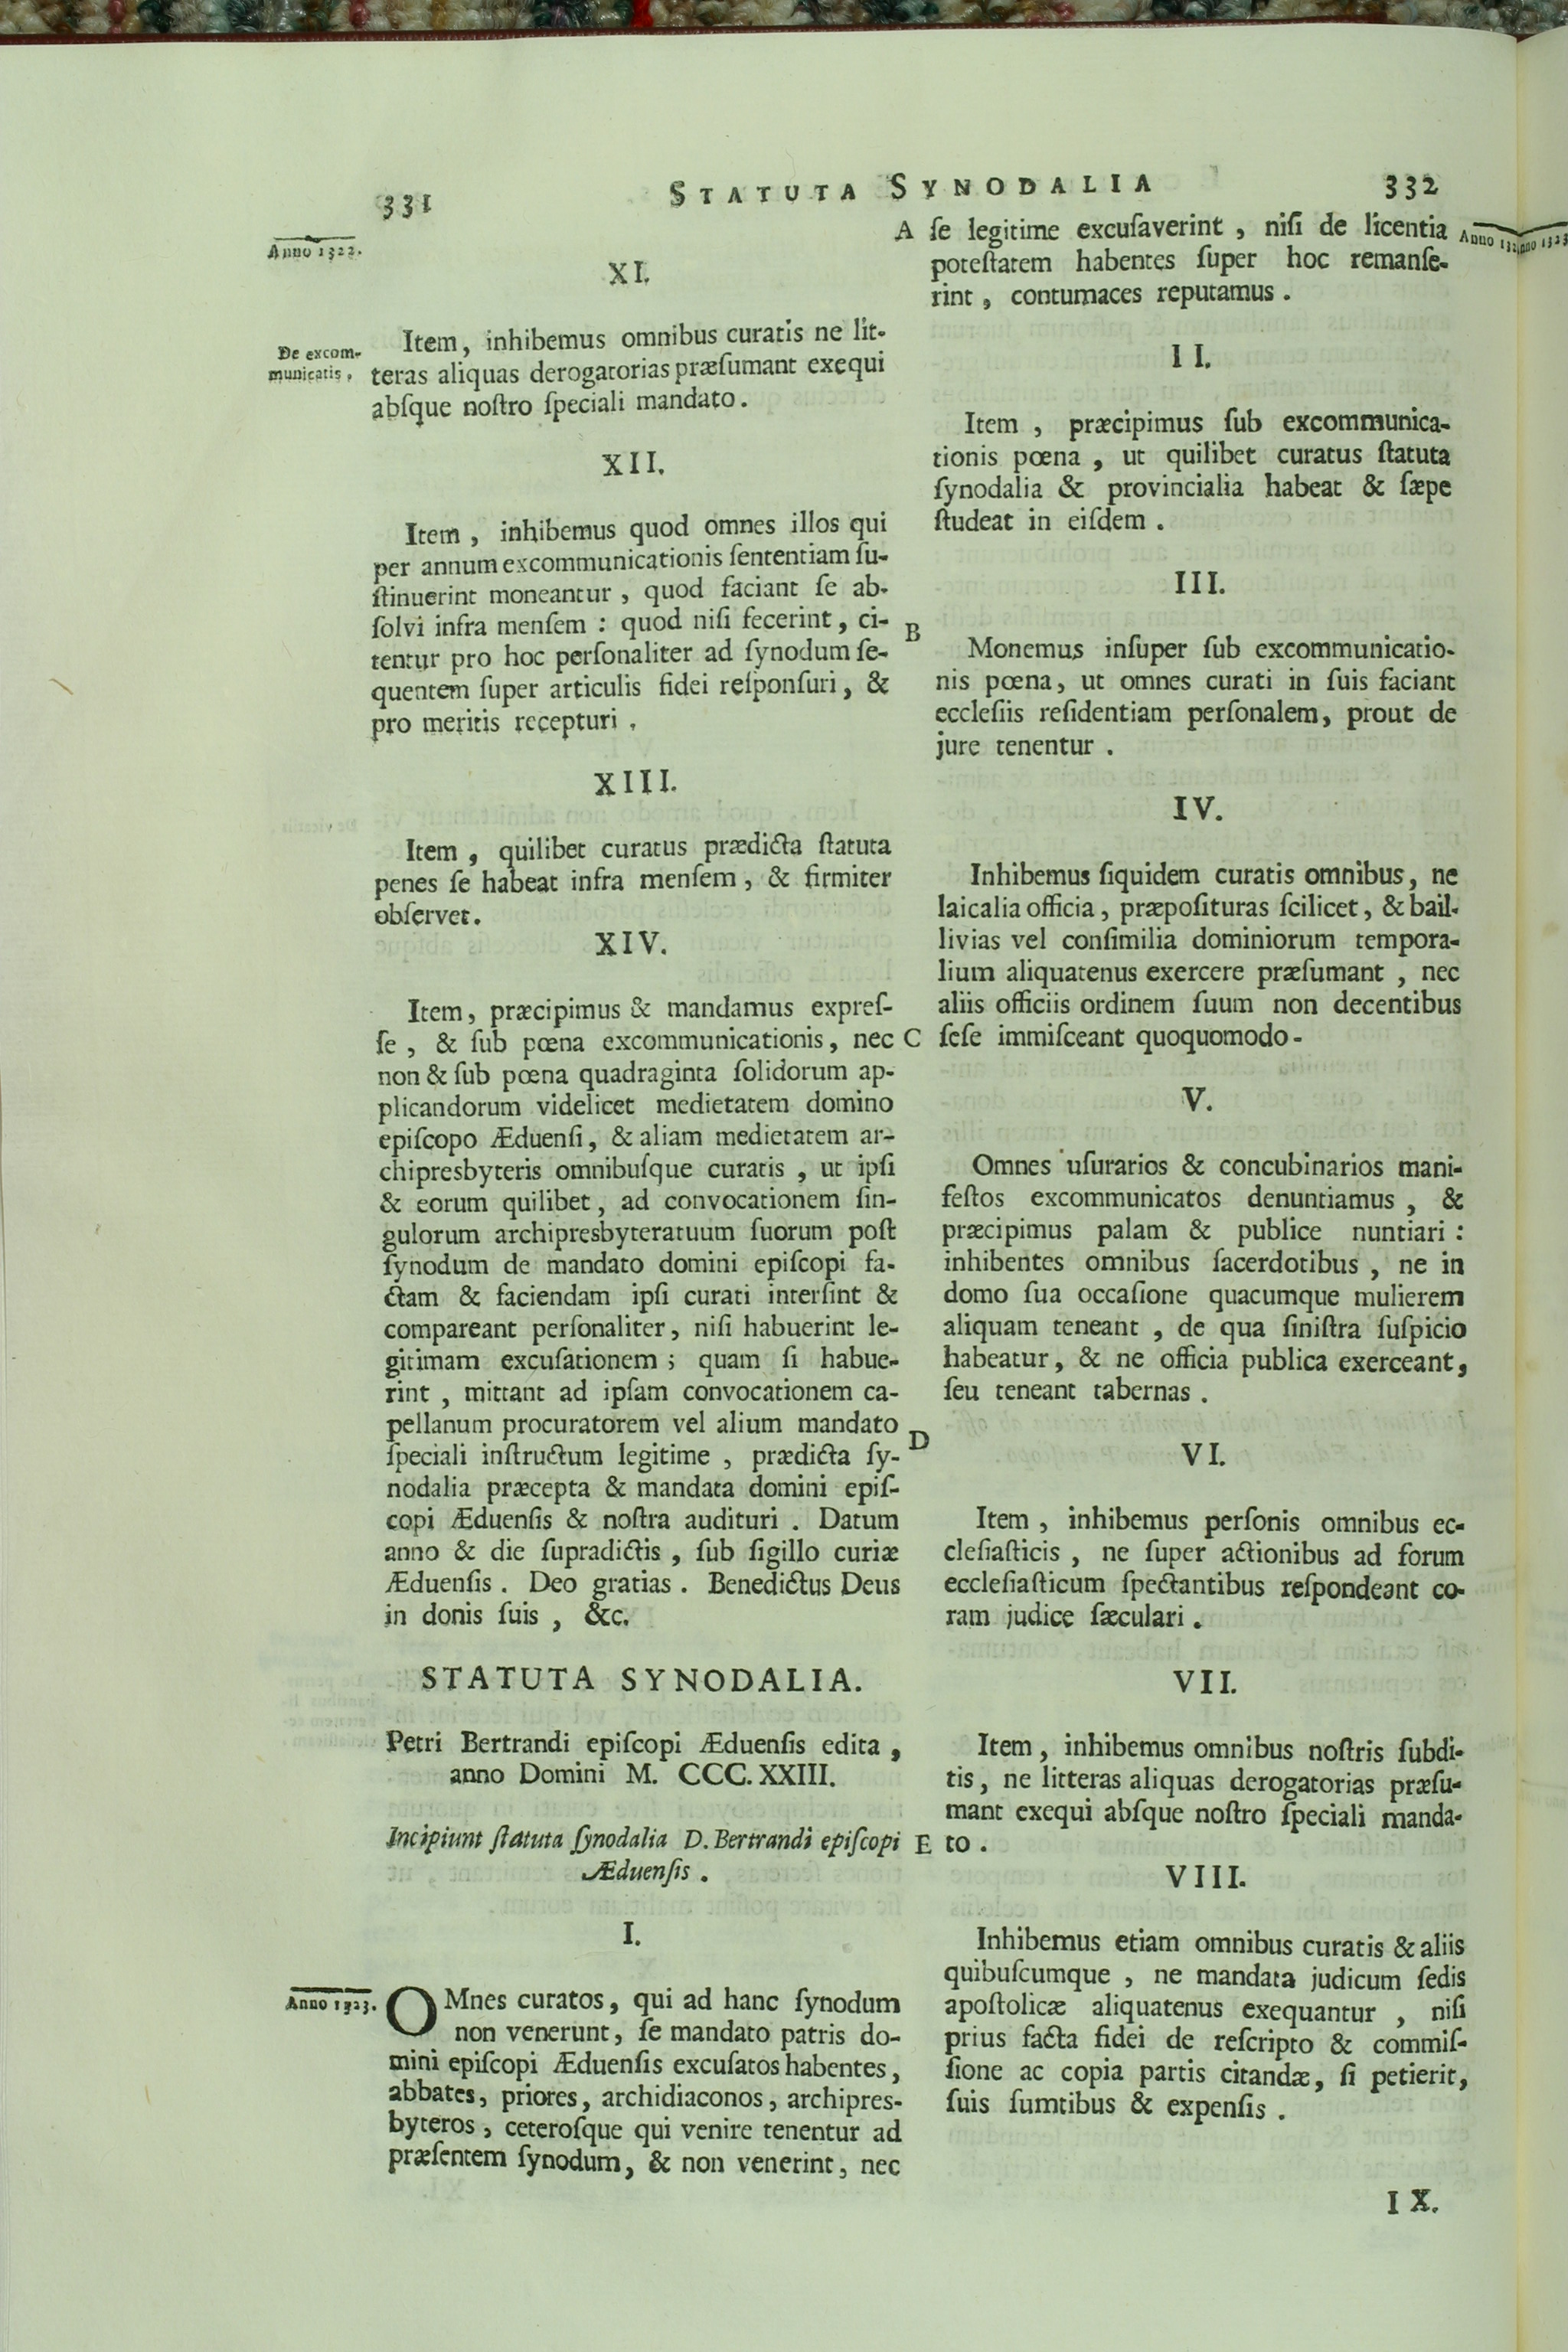 331
STATUTA SYNODALIA
332
Anno 1322.
XI.
De excom-
municatis.
Item, inhibemus omnibus curatis ne lit-
teras aliquas derogatorias præſumant exequi
abſque noſtro ſpeciali mandato.
XII.
Item, inhibemus quod omnes illos qui
per annum excommunicationis ſententiam ſu-
ſtinuerint moneantur, quod faciant ſe ab-
ſolvi infra menſem : quod niſi fecerint, ci-
tentur pro hoc perſonaliter ad ſynodum ſe-
quentem ſuper articulis fidei reſponſuri, &
pro meritis recepturi.
XIII.
Item, quilibet curatus prædicta ſtatuta
penes ſe habeat infra menſem, & firmiter
obſervet.
XIV.
Item, præcipimus & mandamus expreſ-
ſe, & ſub pœna excommunicationis, nec
non & ſub pœna quadraginta ſolidorum ap-
plicandorum videlicet medietatem domino
epiſcopo Æduenſi, & aliam medietatem ar-
chipresbyteris omnibuſque curatis, ut ipſi
& eorum quilibet, ad convocationem ſin-
gulorum archipresbyteratuum ſuorum poſt
ſynodum de mandato domini epiſcopi fa-
ctam & faciendam ipſi curati interſint &
compareant perſonaliter, niſi habuerint le-
gitimam excuſationem ; quam ſi habue-
rint, mittant ad ipſam convocationem ca-
pellanum procuratorem vel alium mandato
ſpeciali inſtructum legitime, prædicta ſy-
nodalia præcepta & mandata domini epiſ-
copi Æduenſis & noſtra audituri. Datum
anno & die ſupradictis, ſub ſigillo curiæ
Æduenſis. Deo gratias. Benedictus Deus
in donis ſuis, &c.
STATUTA SYNODALIA.
Petri Bertrandi epiſcopi Æduenſis edita,
anno Domini M. CCC. XXIII.
Incipiunt ſtatuta ſynodalia D. Bertrandi epiſcopi
Æduenſis.
I.
Anno 1323.
OMnes curatos, qui ad hanc ſynodum
non venerunt, ſe mandato patris do-
mini epiſcopi Æduenſis excuſatos habentes,
abbates, priores, archidiaconos, archipres-
byteros, ceteroſque qui venire tenentur ad
præſentem ſynodum, & non venerint, nec
A
B
C
D
E
ſe legitime excuſaverint, niſi de licentia
poteſtatem habentes ſuper hoc remanſe-
rint, contumaces reputamus.
II.
Item, præcipimus ſub excommunica-
tionis pœna, ut quilibet curatus ſtatuta
ſynodalia & provincialia habeat & ſæpe
ſtudeat in eiſdem.
III.
Monemus inſuper ſub excommunicatio-
nis pœna, ut omnes curati in ſuis faciant
eccleſiis reſidentiam perſonalem, prout de
jure tenentur.
IV.
Inhibemus ſiquidem curatis omnibus, ne
laicalia officia, præpoſituras ſcilicet, & bail-
livias vel conſimilia dominiorum tempora-
lium aliquatenus exercere præſumant, nec
aliis officiis ordinem ſuum non decentibus
ſeſe immiſceant quoquomodo-
V.
Omnes uſurarios & concubinarios mani-
feſtos excommunicatos denuntiamus, &
præcipimus palam & publice nuntiari :
inhibentes omnibus ſacerdotibus, ne in
domo ſua occaſione quacumque mulierem
aliquam teneant, de qua ſiniſtra ſuſpicio
habeatur, & ne officia publica exerceant,
ſeu teneant tabernas.
VI.
Item, inhibemus perſonis omnibus ec-
cleſiaſticis, ne ſuper actionibus ad forum
eccleſiaſticum ſpectantibus reſpondeant co-
ram judice ſæculari.
VII.
Item, inhibemus omnibus noſtris ſubdi-
tis, ne litteras aliquas derogatorias præſu-
mant exequi abſque noſtro ſpeciali manda-
to.
VIII.
Inhibemus etiam omnibus curatis & aliis
quibuſcumque, ne mandata judicum ſedis
apoſtolicæ aliquatenus exequantur, niſi
prius facta fidei de reſcripto & commiſ-
ſione ac copia partis citandæ, ſi petierit,
ſuis ſumtibus & expenſis.
IX.